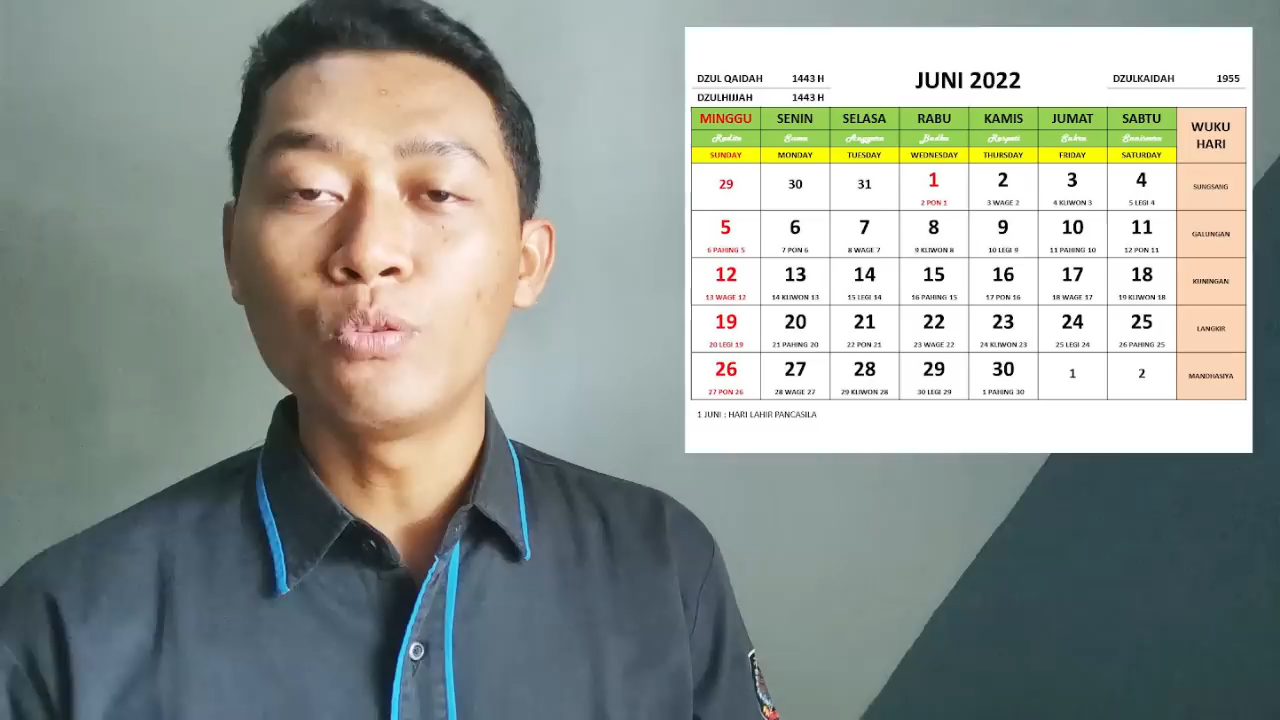 DZUL QAIDAH 1443 H JUNI 2022 DZULKAIDAH 1955
DZULHIJJAH 1443 H
MINGGU SENIN SELASA RABU KAMIS JUMAT SABTU WUKU HARI
Radite Soma Anggara Budha Respati Sukra Saniscara
SUNDAY MONDAY TUESDAY WEDNESDAY THURSDAY FRIDAY SATURDAY
29 30 31 1 2 3 4 SUNGSANG
2 PON 1 3 WAGE 2 4 KLIWON 3 5 LEGI 4
5 6 7 8 9 10 11 GALUNGAN
6 PAHING 5 7 PON 6 8 WAGE 7 9 KLIWON 8 10 LEGI 9 11 PAHING 10 12 PON 11
12 13 14 15 16 17 18 KUNINGAN
13 WAGE 12 14 KLIWON 13 15 LEGI 14 16 PAHING 15 17 PON 16 18 WAGE 17 19 KLIWON 18
19 20 21 22 23 24 25 LANGKIR
20 LEGI 19 21 PAHING 20 22 PON 21 23 WAGE 22 24 KLIWON 23 25 LEGI 24 26 PAHING 25
26 27 28 29 30 1 2 MANDHASIYA
27 PON 26 28 WAGE 27 29 KLIWON 28 30 LEGI 29 1 PAHING 30
1 JUNI : HARI LAHIR PANCASILA